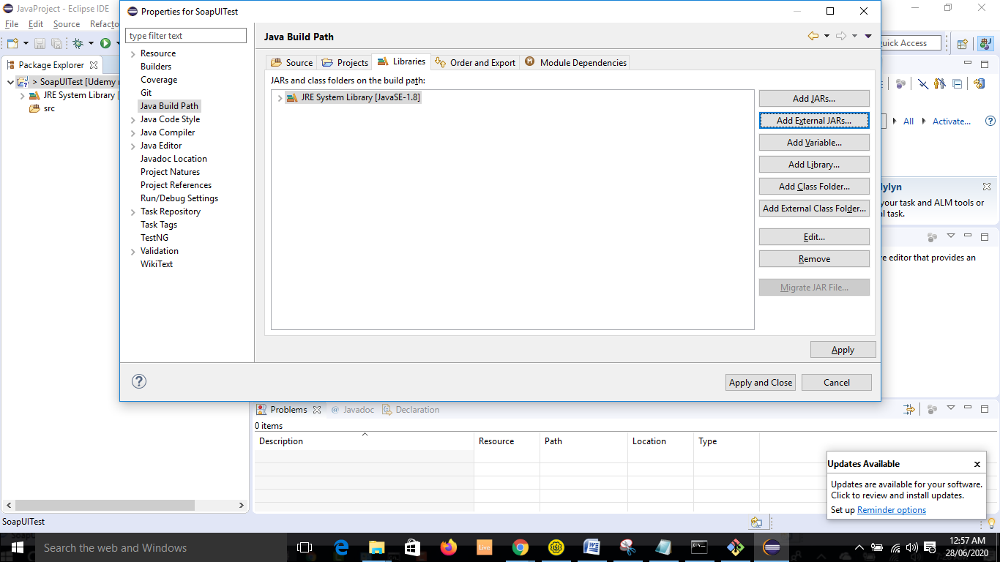 JavaProject - Eclipse IDE
File Edit Source Refacto
Quick Access
Package Explorer
> SoapUITest [Udemy
JRE System Library [
src
Properties for SoapUITest
type filter text
Resource
Builders
Coverage
Git
Java Build Path
Java Code Style
Java Compiler
Java Editor
Javadoc Location
Project Natures
Project References
Run/Debug Settings
Task Repository
Task Tags
TestNG
Validation
WikiText
Java Build Path
Source Projects Libraries Order and Export Module Dependencies
JARs and class folders on the build path:
JRE System Library [JavaSE-1.8]
Add JARs...
Add External JARs...
Add Variable...
Add Library...
Add Class Folder...
Add External Class Folder...
Edit...
Remove
Migrate JAR File...
Apply
Apply and Close Cancel
All Activate...
lylyn
your task and ALM tools or
l task.
e editor that provides an
Problems @ Javadoc Declaration
0 items
Description Resource Path Location Type
Updates Available
Updates are available for your software.
Click to review and install updates.
Set up Reminder options
SoapUITest
Search the web and Windows
Live
12:57 AM
28/06/2020